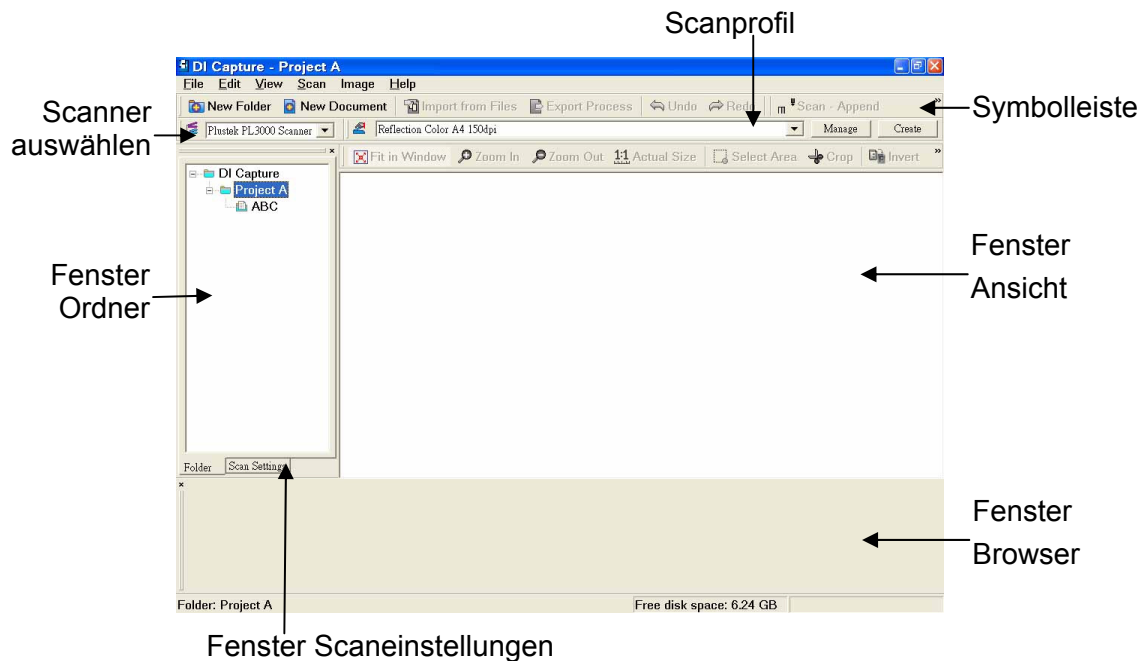 Scanprofil
DI Capture - Project A
File Edit View Scan Image Help
New Folder New Document Import from Files Export Process Undo Redo Scan - Append »
Scanner
auswählen
Symbolleiste
Plustek PL3000 Scanner Reflection Color A4 150dpi Manage Create
Fit in Window Zoom In Zoom Out 1:1 Actual Size Select Area Crop Invert »
DI Capture
Project A
ABC
Fenster
Ansicht
Fenster
Ordner
Folder Scan Settings
Fenster
Browser
Folder: Project A Free disk space: 6.24 GB
Fenster Scaneinstellungen